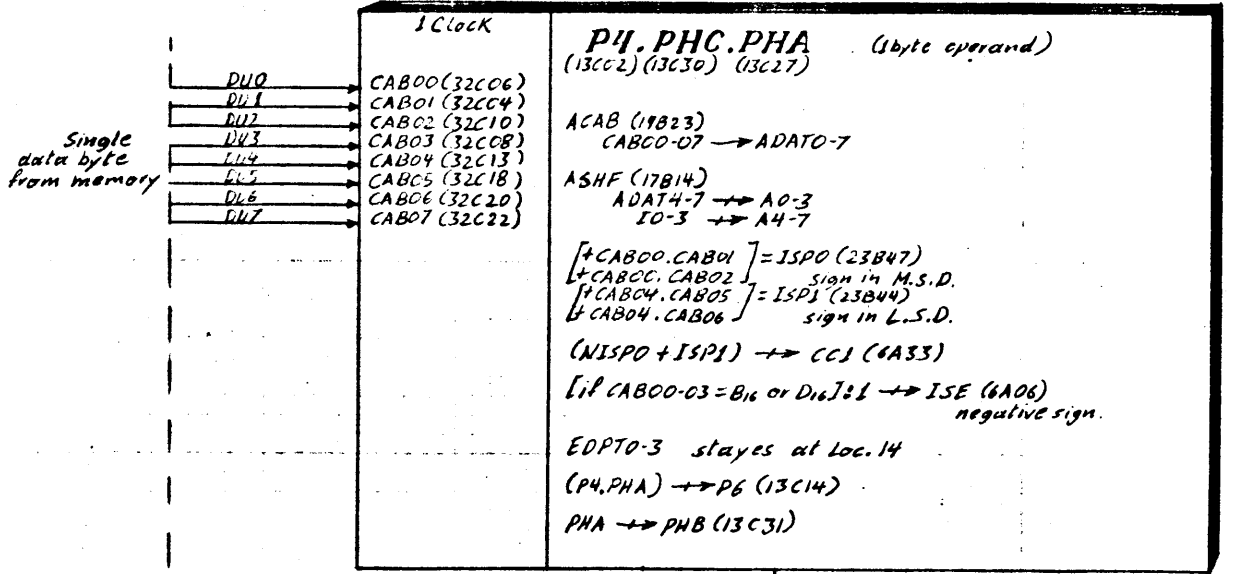 1 Clock
P4.PHC.PHA (1byte operand)
(13C02) (13C30) (13C27)
DU0
DU1
DU2
DU3
DU4
DU5
DU6
DU7
Single
data byte
from memory
CAB00 (32C06)
CAB01 (32C04)
CAB02 (32C10)
CAB03 (32C08)
CAB04 (32C13)
CAB05 (32C18)
CAB06 (32C20)
CAB07 (32C22)
ACAB (19B23)
CAB00-07 → ADAT0-7
ASHF (17B14)
ADAT4-7 ↛ A0-3
I0-3 ↛ A4-7
[+CAB00.CAB01 ] = ISP0 (23B47)
[+CAB00.CAB02 ] sign in M.S.D.
[+CAB04.CAB05 ] = ISP1 (23B44)
[+CAB04.CAB06 ] sign in L.S.D.
(NISP0 + ISP1) ↛ CC1 (6A33)
[if CAB00-03 = B16 or D16]:1 ↛ ISE (6A06)
negative sign.
EDPT0-3 stayes at Loc. 14
(P4.PHA) ↛ P6 (13C14)
PHA ↛ PHB (13C31)